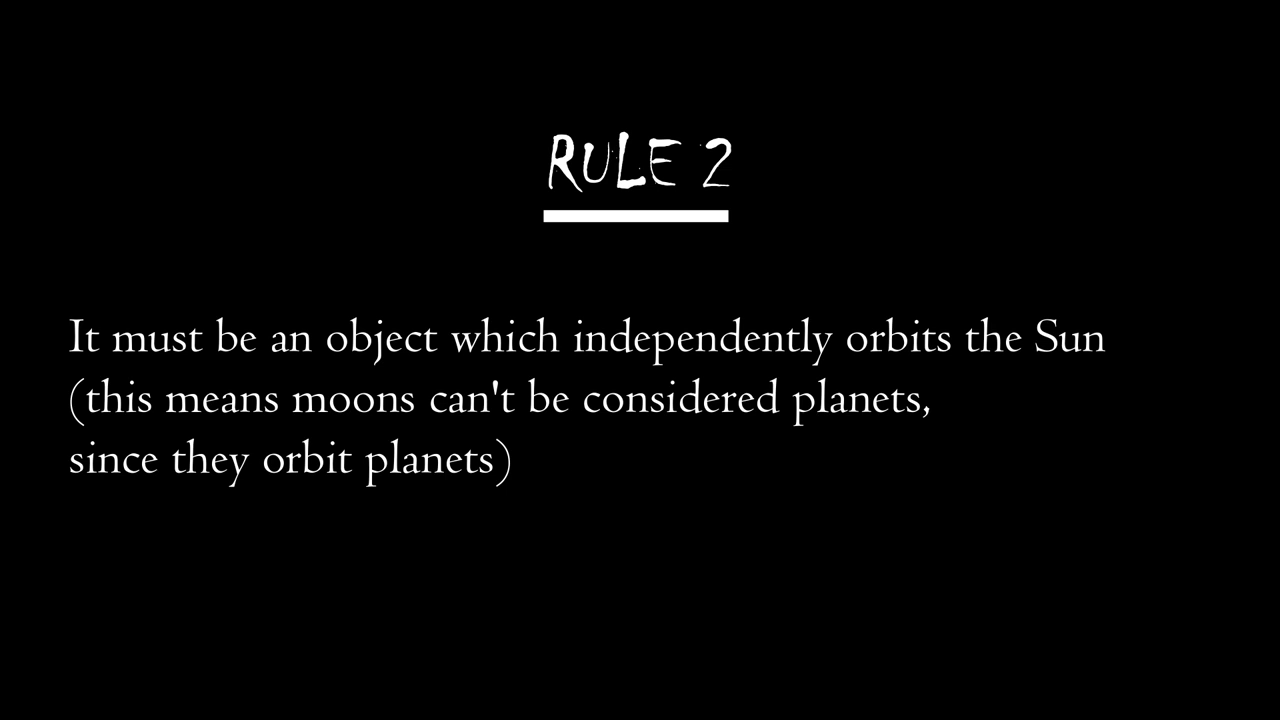 RULE 2
It must be an object which independently orbits the Sun
(this means moons can't be considered planets,
since they orbit planets)